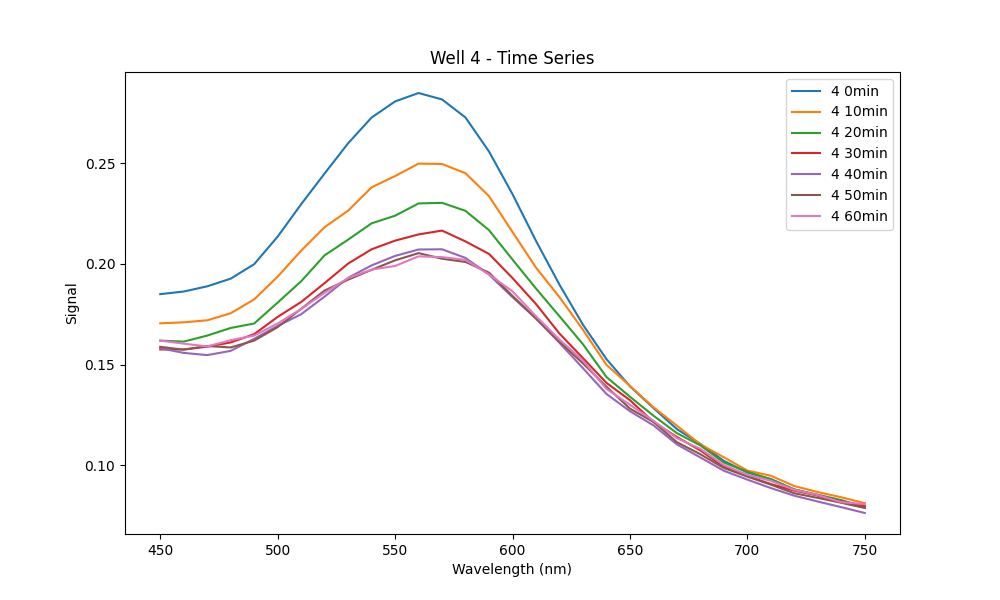 Well 4 - Time Series
4 0min
4 10min
4 20min
4 30min
4 40min
4 50min
4 60min
Signal
0.25
0.20
0.15
0.10
450 500 550 600 650 700 750
Wavelength (nm)